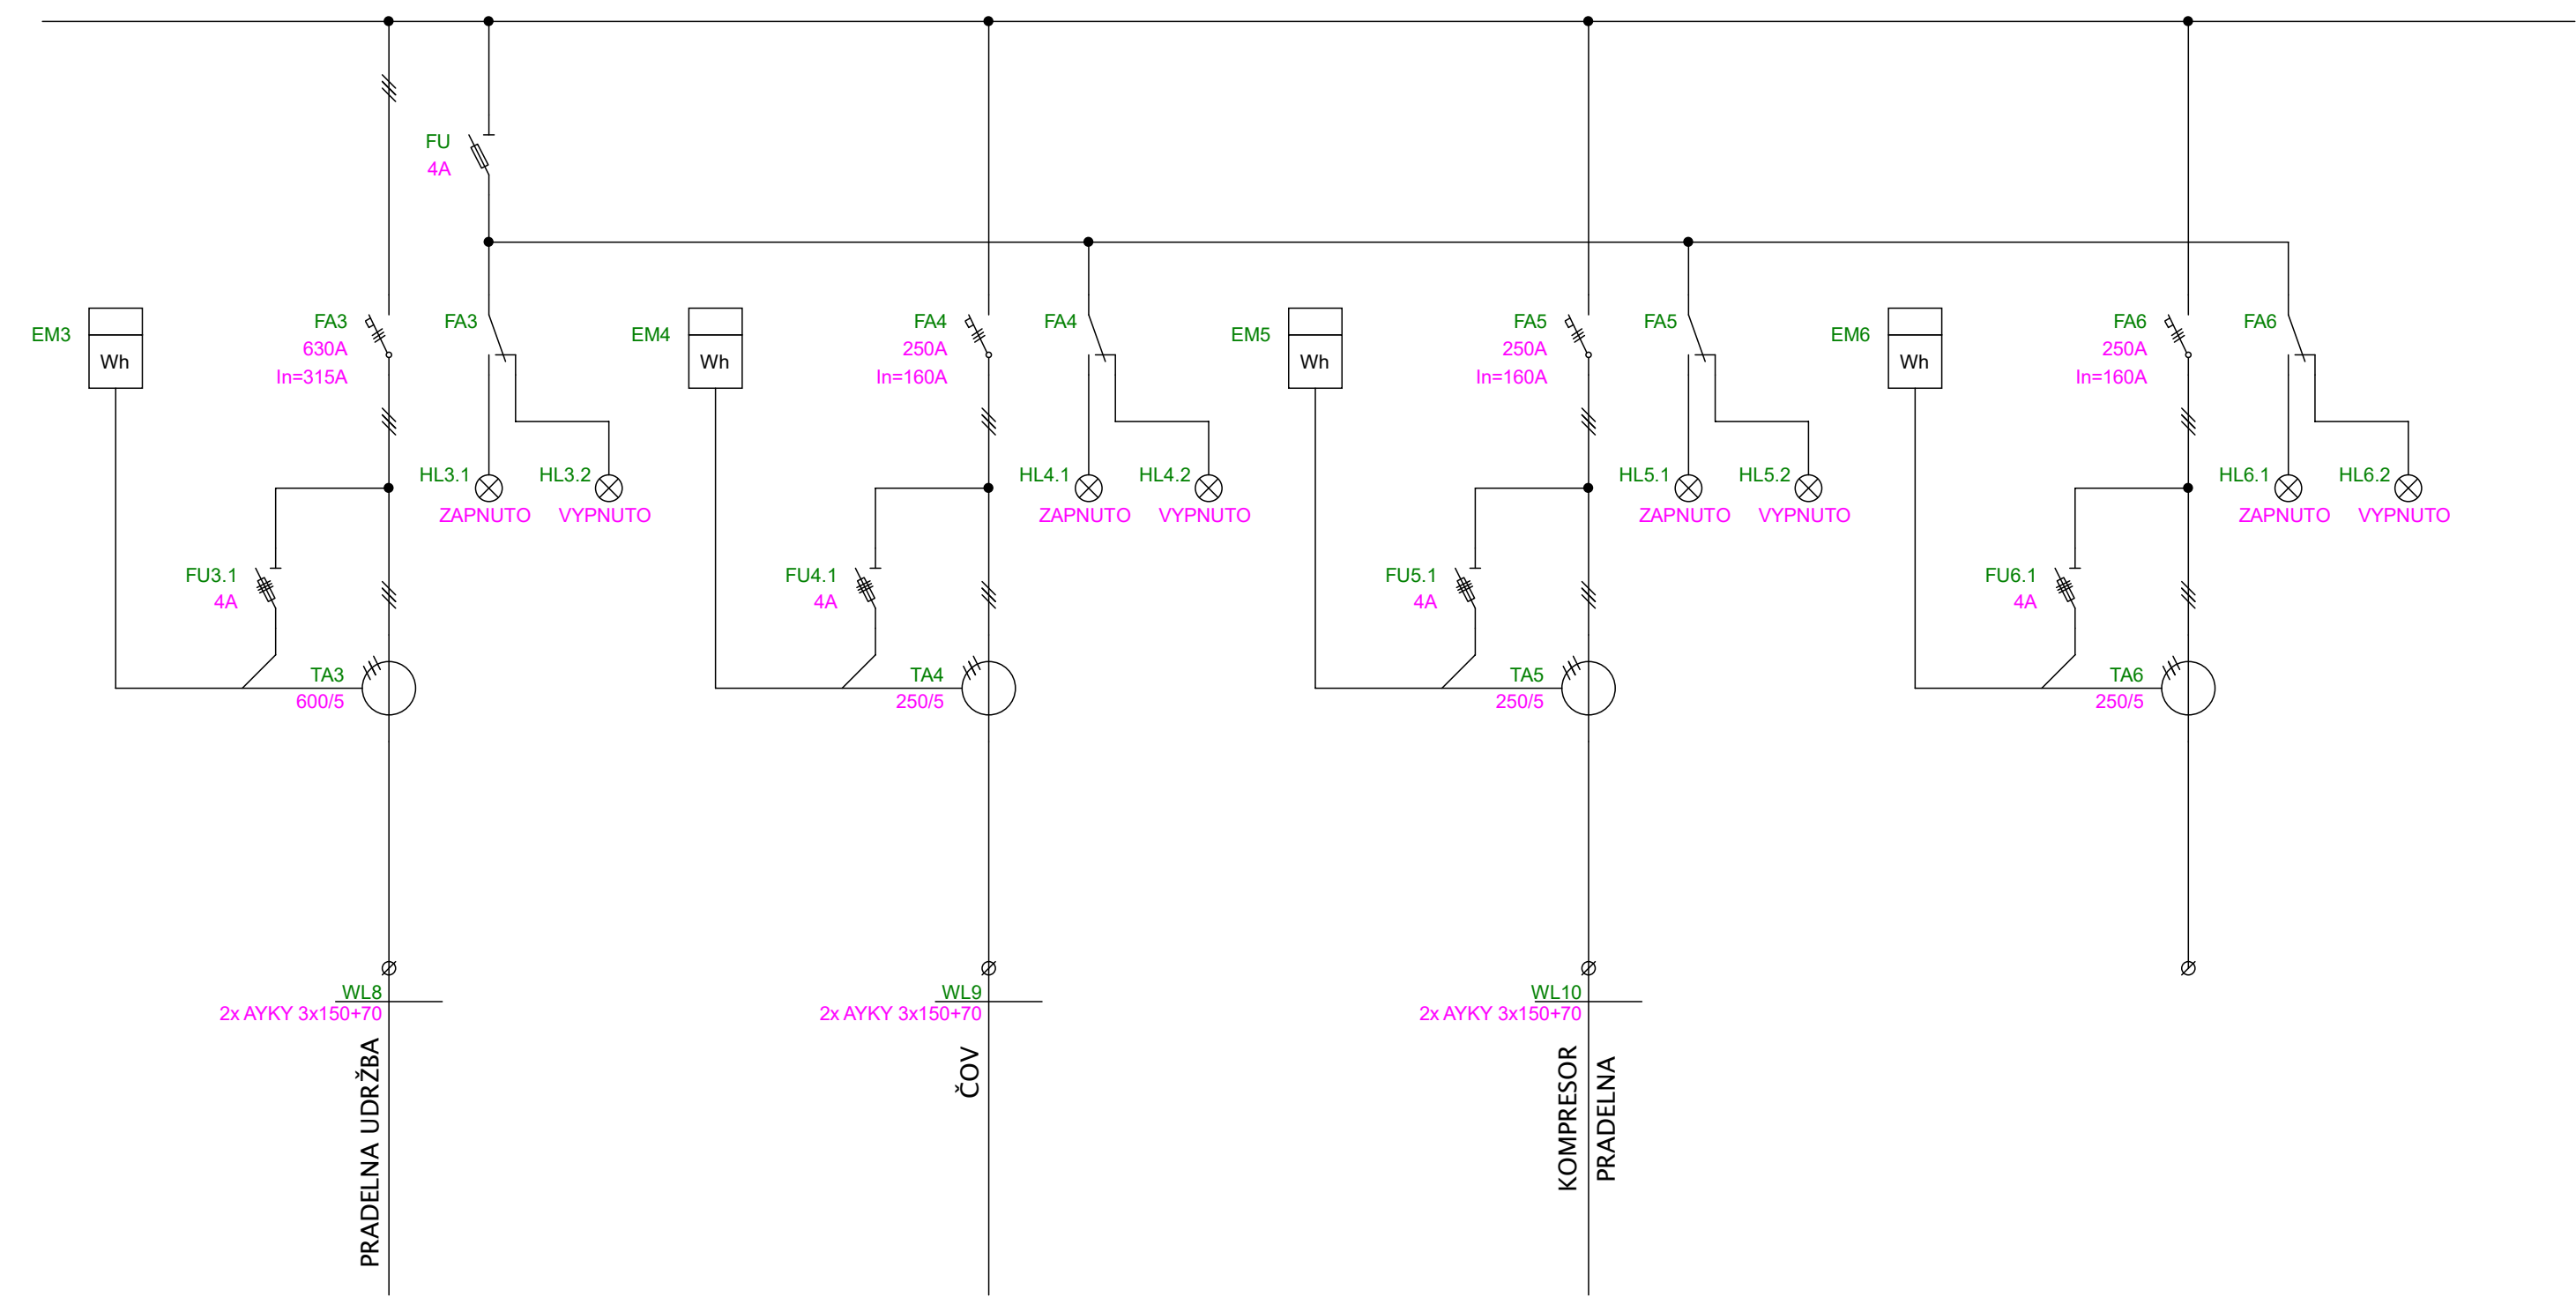 FU
4A
EM3
Wh
FA3
630A
In=315A
FA3
EM4
Wh
FA4
250A
In=160A
FA4
EM5
Wh
FA5
250A
In=160A
FA5
EM6
Wh
FA6
250A
In=160A
FA6
HL3.1
ZAPNUTO
HL3.2
VYPNUTO
HL4.1
ZAPNUTO
HL4.2
VYPNUTO
HL5.1
ZAPNUTO
HL5.2
VYPNUTO
HL6.1
ZAPNUTO
HL6.2
VYPNUTO
FU3.1
4A
FU4.1
4A
FU5.1
4A
FU6.1
4A
TA3
600/5
TA4
250/5
TA5
250/5
TA6
250/5
WL8
2x AYKY 3x150+70
WL9
2x AYKY 3x150+70
WL10
2x AYKY 3x150+70
PRADELNA UDRŽBA
ČOV
KOMPRESOR
PRADELNA